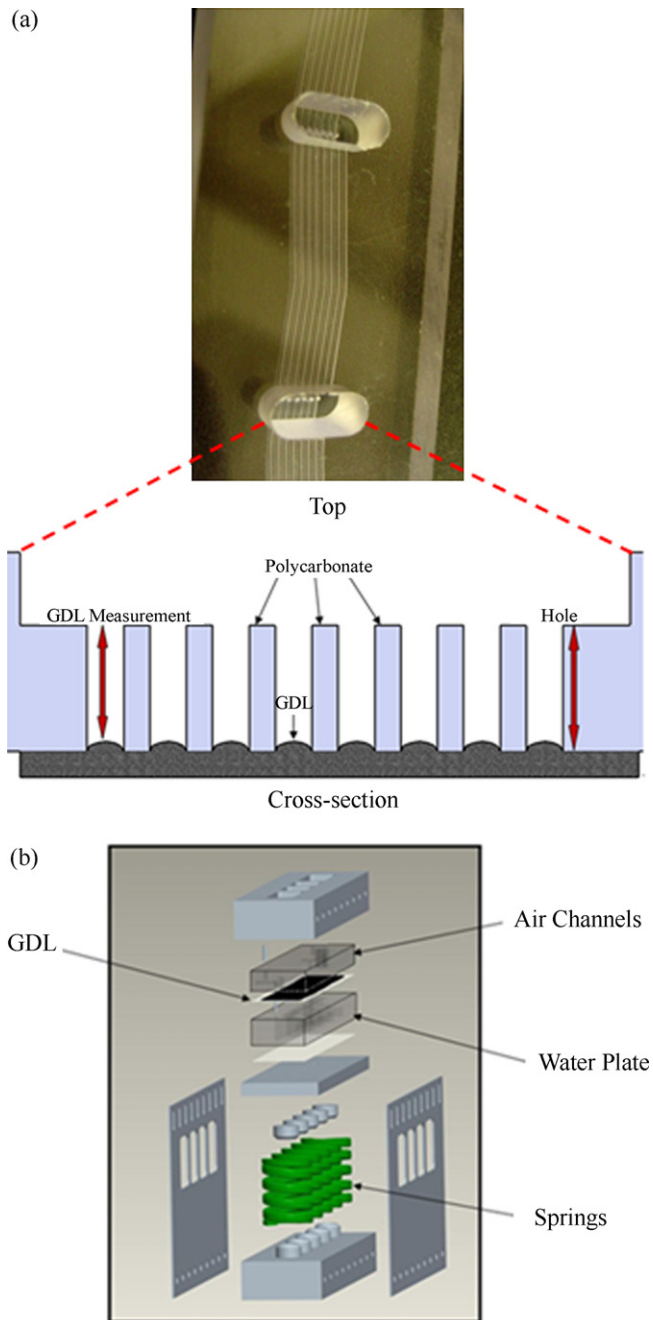 (a)
Top
Polycarbonate
GDL Measurement
Hole
GDL
Cross-section
(b)
Air Channels
GDL
Water Plate
Springs